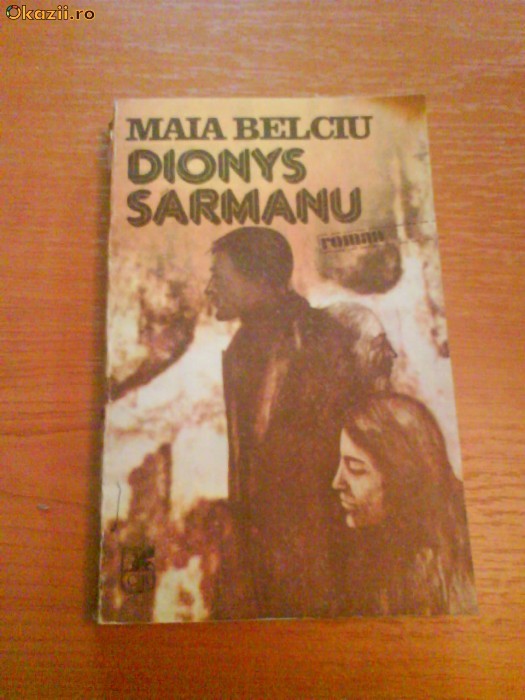 Okazii.ro
MAIA BELCIU
DIONYS
SARMANU
roman